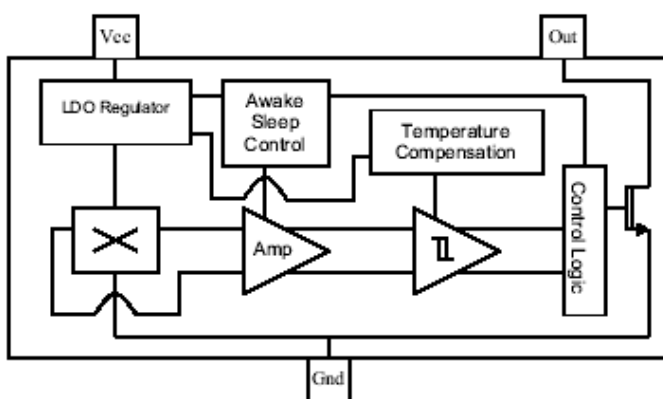 Vcc
Out
LDO Regulator
Awake
Sleep
Control
Temperature
Compensation
Amp
Control Logic
Gnd